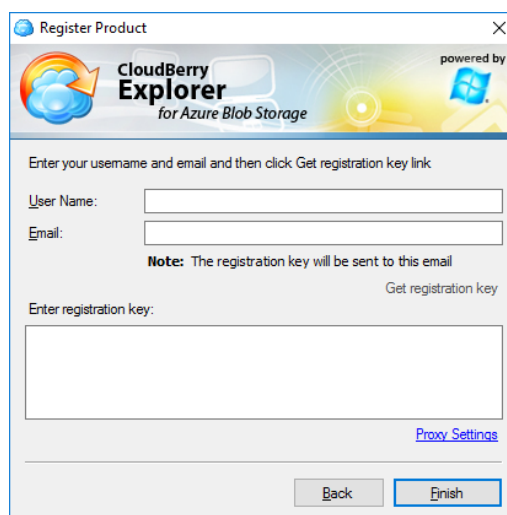 Register Product
CloudBerry
Explorer
for Azure Blob Storage
powered by
Enter your username and email and then click Get registration key link
User Name:
Email:
Note: The registration key will be sent to this email
Get registration key
Enter registration key:
Proxy Settings
Back
Finish